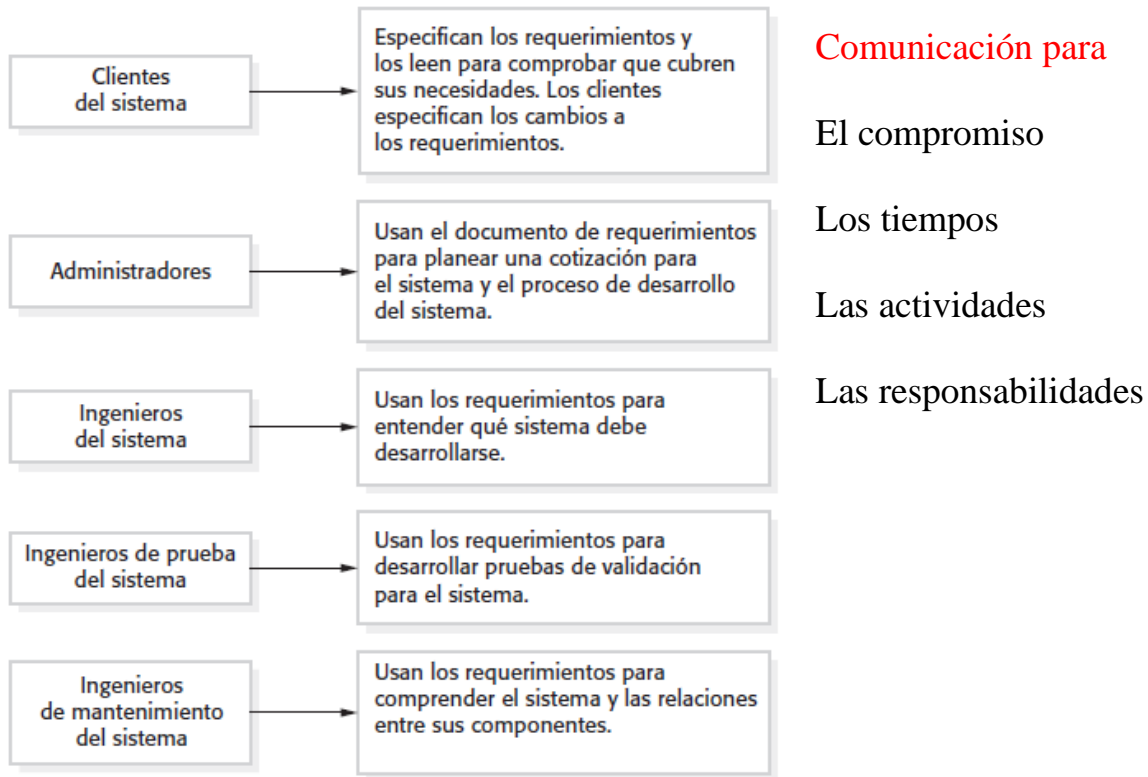 Clientes
del sistema
Especifican los requerimientos y
los leen para comprobar que cubren
sus necesidades. Los clientes
especifican los cambios a
los requerimientos.
Administradores
Usan el documento de requerimientos
para planear una cotización para
el sistema y el proceso de desarrollo
del sistema.
Ingenieros
del sistema
Usan los requerimientos para
entender qué sistema debe
desarrollarse.
Ingenieros de prueba
del sistema
Usan los requerimientos para
desarrollar pruebas de validación
para el sistema.
Ingenieros
de mantenimiento
del sistema
Usan los requerimientos para
comprender el sistema y las relaciones
entre sus componentes.
Comunicación para
El compromiso
Los tiempos
Las actividades
Las responsabilidades